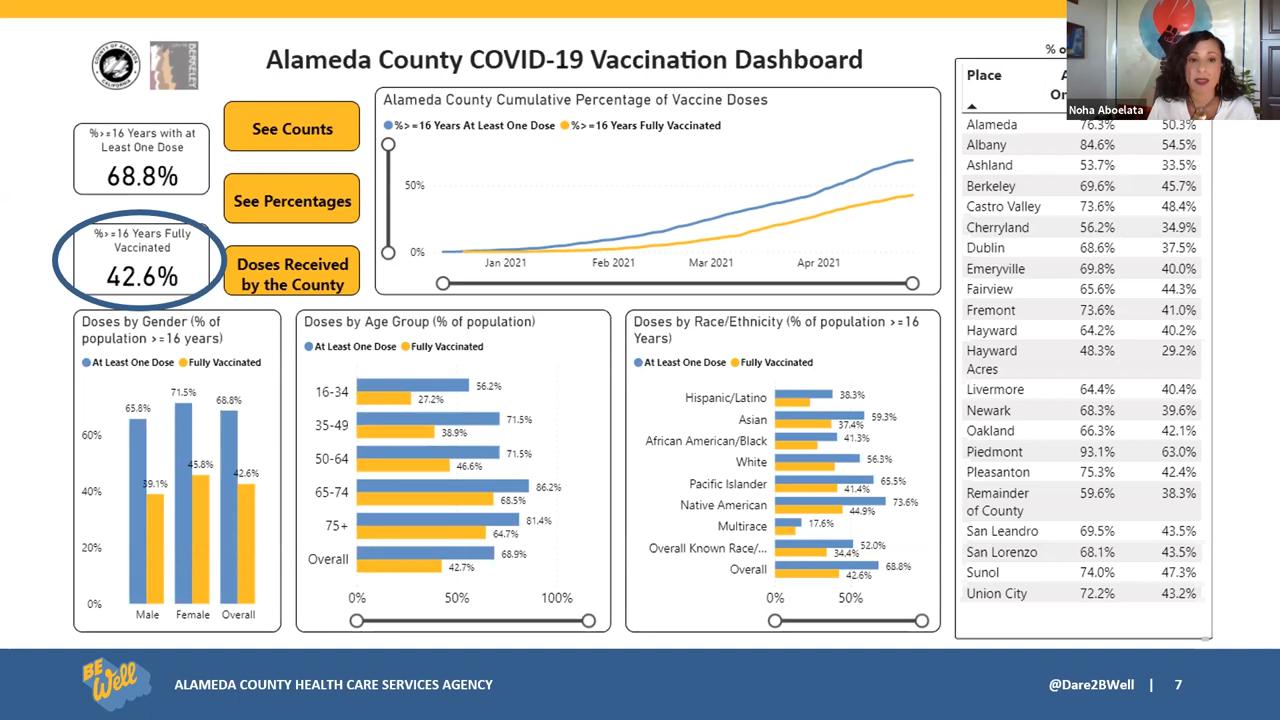 Alameda County COVID-19 Vaccination Dashboard
COUNTY OF ALAMEDA
CALIFORNIA
BERKELEY
%>=16 Years with at
Least One Dose
68.8%
%>=16 Years Fully
Vaccinated
42.6%
See Counts
See Percentages
Doses Received
by the County
Alameda County Cumulative Percentage of Vaccine Doses
%>=16 Years At Least One Dose %>=16 Years Fully Vaccinated
50%
0%
Jan 2021 Feb 2021 Mar 2021 Apr 2021
Doses by Gender (% of
population >=16 years)
At Least One Dose Fully Vaccinated
71.5%
65.8% 68.8%
60%
45.8%
39.1% 42.6%
40%
20%
0%
Male Female Overall
Doses by Age Group (% of population)
At Least One Dose Fully Vaccinated
16-34 56.2%
27.2%
35-49 71.5%
38.9%
50-64 71.5%
46.6%
65-74 86.2%
68.5%
75+ 81.4%
64.7%
Overall 68.9%
42.7%
0% 50% 100%
Doses by Race/Ethnicity (% of population >=16
Years)
At Least One Dose Fully Vaccinated
Hispanic/Latino 38.3%
Asian 59.3%
37.4%
African American/Black 41.3%
White 56.3%
Pacific Islander 65.5%
41.4%
Native American 73.6%
44.9%
Multirace 17.6%
Overall Known Race/... 52.0%
34.4%
Overall 68.8%
42.6%
0% 50%
% o
Place A
On
Noha Aboelata
Alameda 76.3% 50.3%
Albany 84.6% 54.5%
Ashland 53.7% 33.5%
Berkeley 69.6% 45.7%
Castro Valley 73.6% 48.4%
Cherryland 56.2% 34.9%
Dublin 68.6% 37.5%
Emeryville 69.8% 40.0%
Fairview 65.6% 44.3%
Fremont 73.6% 41.0%
Hayward 64.2% 40.2%
Hayward 48.3% 29.2%
Acres
Livermore 64.4% 40.4%
Newark 68.3% 39.6%
Oakland 66.3% 42.1%
Piedmont 93.1% 63.0%
Pleasanton 75.3% 42.4%
Remainder 59.6% 38.3%
of County
San Leandro 69.5% 43.5%
San Lorenzo 68.1% 43.5%
Sunol 74.0% 47.3%
Union City 72.2% 43.2%
BE
Well
ALAMEDA COUNTY HEALTH CARE SERVICES AGENCY
@Dare2BWell | 7